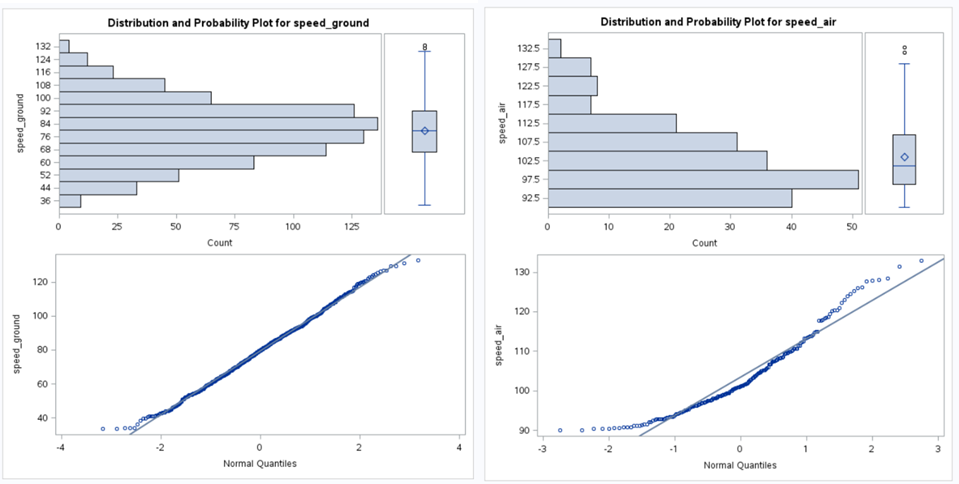 Distribution and Probability Plot for speed_ground
132
124
116
108
100
92
84
76
68
60
52
44
36
speed_ground
0 25 50 75 100 125
Count
120
100
80
60
40
speed_ground
-4 -2 0 2 4
Normal Quantiles
Distribution and Probability Plot for speed_air
132.5
127.5
122.5
117.5
112.5
107.5
102.5
97.5
92.5
speed_air
0 10 20 30 40 50
Count
130
120
110
100
90
speed_air
-3 -2 -1 0 1 2 3
Normal Quantiles